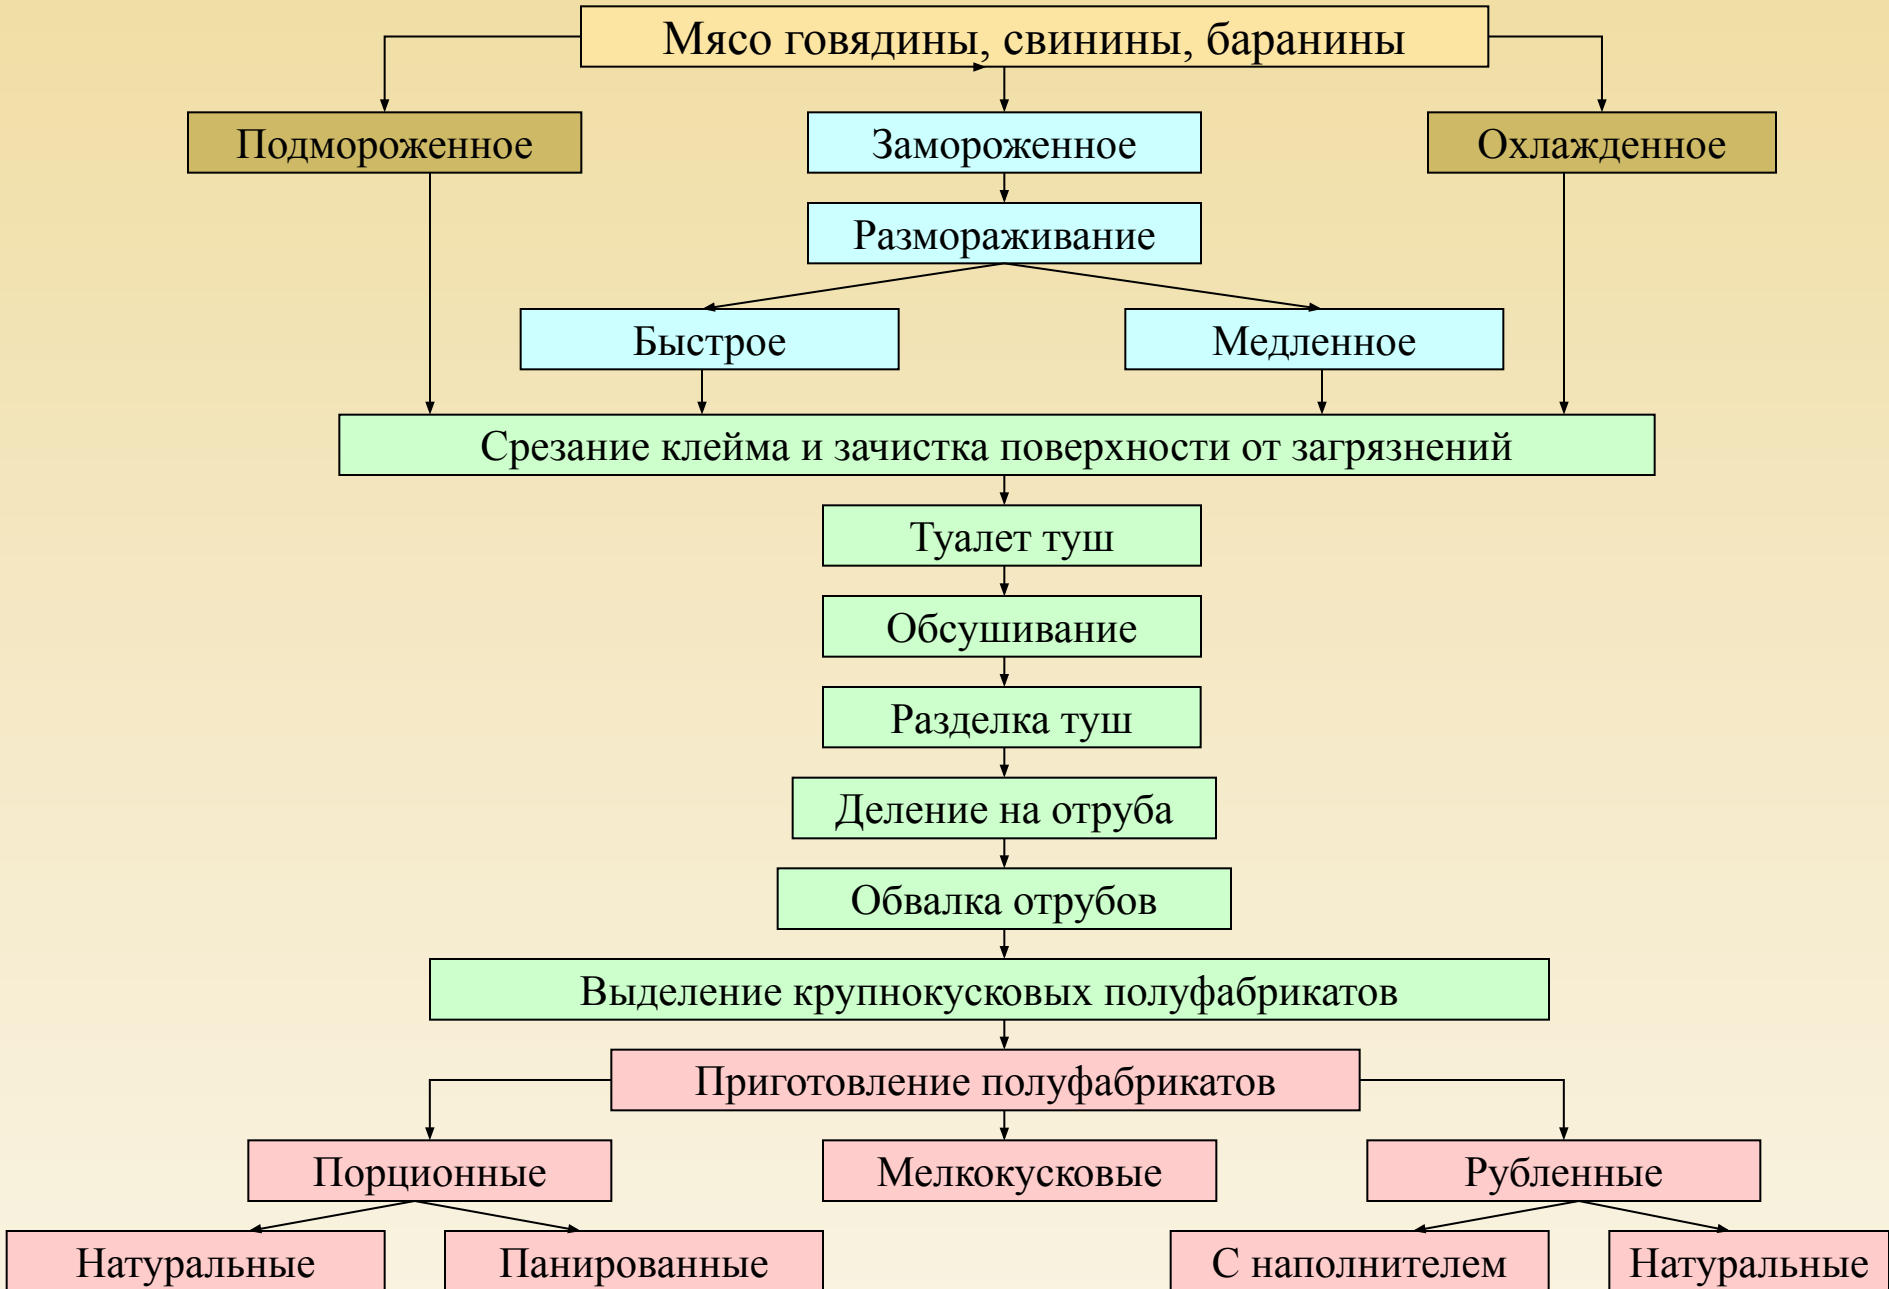 Мясо говядины, свинины, баранины
Подмороженное
Замороженное
Охлажденное
Размораживание
Быстрое
Медленное
Срезание клейма и зачистка поверхности от загрязнений
Туалет туш
Обсушивание
Разделка туш
Деление на отруба
Обвалка отрубов
Выделение крупнокусковых полуфабрикатов
Приготовление полуфабрикатов
Порционные
Мелкокусковые
Рубленные
Натуральные
Панированные
С наполнителем
Натуральные